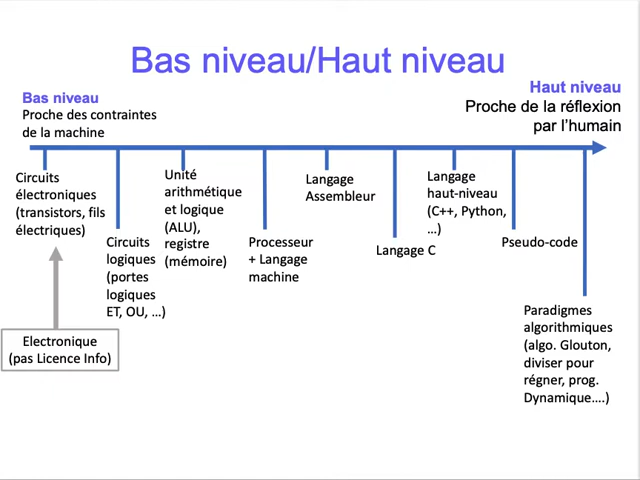 Bas niveau/Haut niveau
Bas niveau
Proche des contraintes
de la machine
Haut niveau
Proche de la réflexion
par l’humain
Circuits
électroniques
(transistors, fils
électriques)
Circuits
logiques
(portes
logiques
ET, OU, …)
Unité
arithmétique
et logique
(ALU),
registre
(mémoire)
Processeur
+ Langage
machine
Langage
Assembleur
Langage C
Langage
haut-niveau
(C++, Python,
…)
Pseudo-code
Paradigmes
algorithmiques
(algo. Glouton,
diviser pour
régner, prog.
Dynamique….)
Electronique
(pas Licence Info)